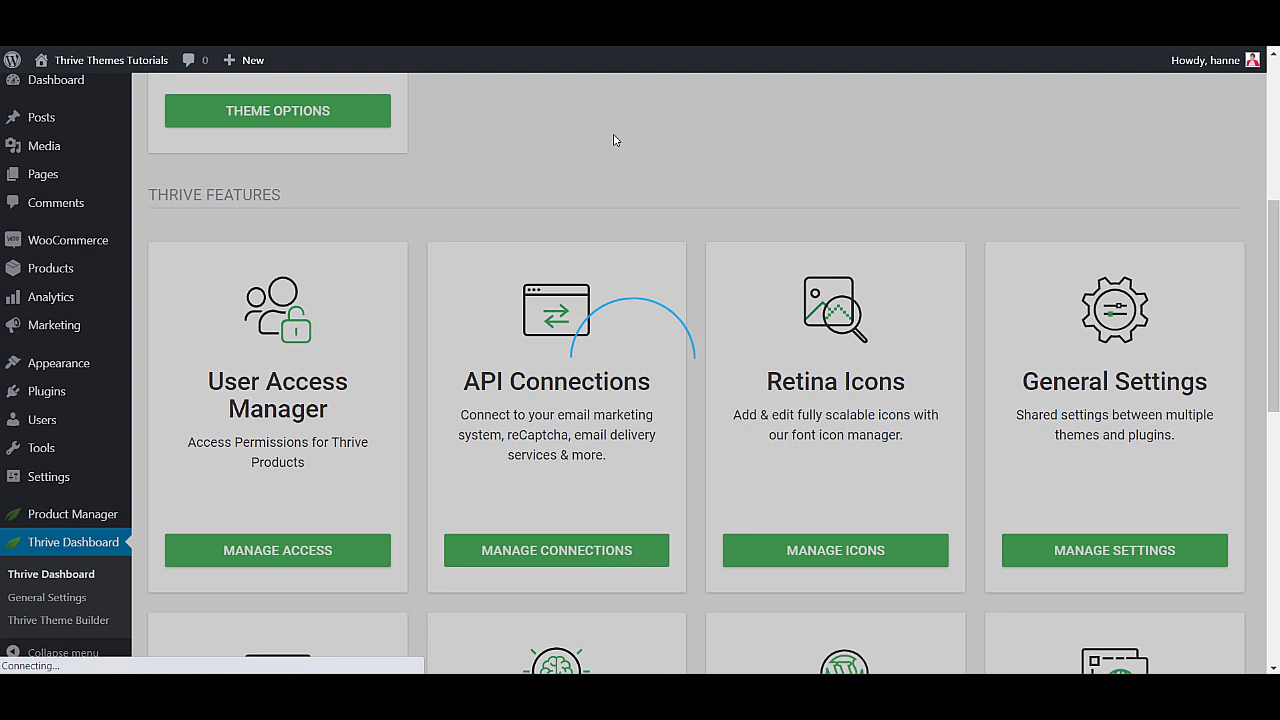 Thrive Themes Tutorials
0
New
Howdy, hanne
Dashboard
Posts
Media
Pages
Comments
WooCommerce
Products
Analytics
Marketing
Appearance
Plugins
Users
Tools
Settings
Product Manager
Thrive Dashboard
Thrive Dashboard
General Settings
Thrive Theme Builder
Collapse menu
Connecting...
THEME OPTIONS
THRIVE FEATURES
User Access
Manager
Access Permissions for Thrive
Products
MANAGE ACCESS
API Connections
Connect to your email marketing
system, reCaptcha, email delivery
services & more.
MANAGE CONNECTIONS
Retina Icons
Add & edit fully scalable icons with
our font icon manager.
MANAGE ICONS
General Settings
Shared settings between multiple
themes and plugins.
MANAGE SETTINGS